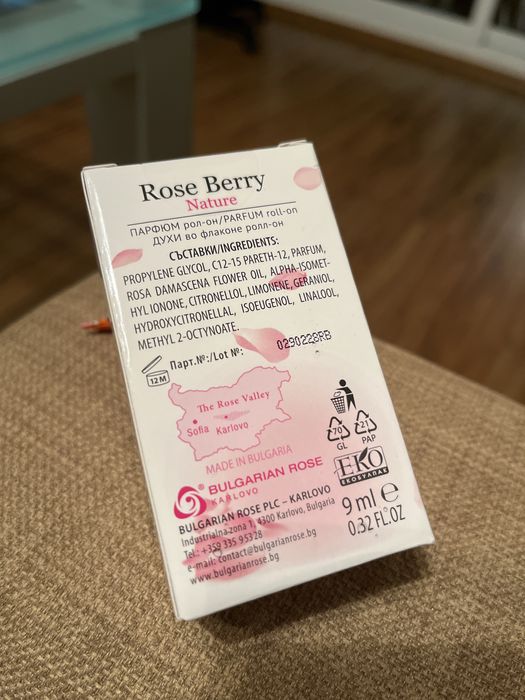 Rose Berry
Nature
ПАРФЮМ рол-он/PARFUM roll-on
ДУХИ во флаконе ролл-он
СЪСТАВКИ/INGREDIENTS:
PROPYLENE GLYCOL, C12-15 PARETH-12, PARFUM,
ROSA DAMASCENA FLOWER OIL, ALPHA-ISOMET-
HYL IONONE, CITRONELLOL, LIMONENE, GERANIOL,
HYDROXYCITRONELLAL, ISOEUGENOL, LINALOOL,
METHYL 2-OCTYNOATE.
12 M
Парт.№:/Lot №:
0290228RB
The Rose Valley
Sofia
Karlovo
MADE IN BULGARIA
70
GL
21
PAP
BULGARIAN ROSE
KARLOVO
EKO
ЕКОБУЛПАК
BULGARIAN ROSE PLC – KARLOVO
Industrialna zona 1, 4300 Karlovo, Bulgaria
Tel.: +359 335 95328
e-mail: contact@bulgarianrose.bg
www.bulgarianrose.bg
9 ml ℮
0.32 FL.OZ